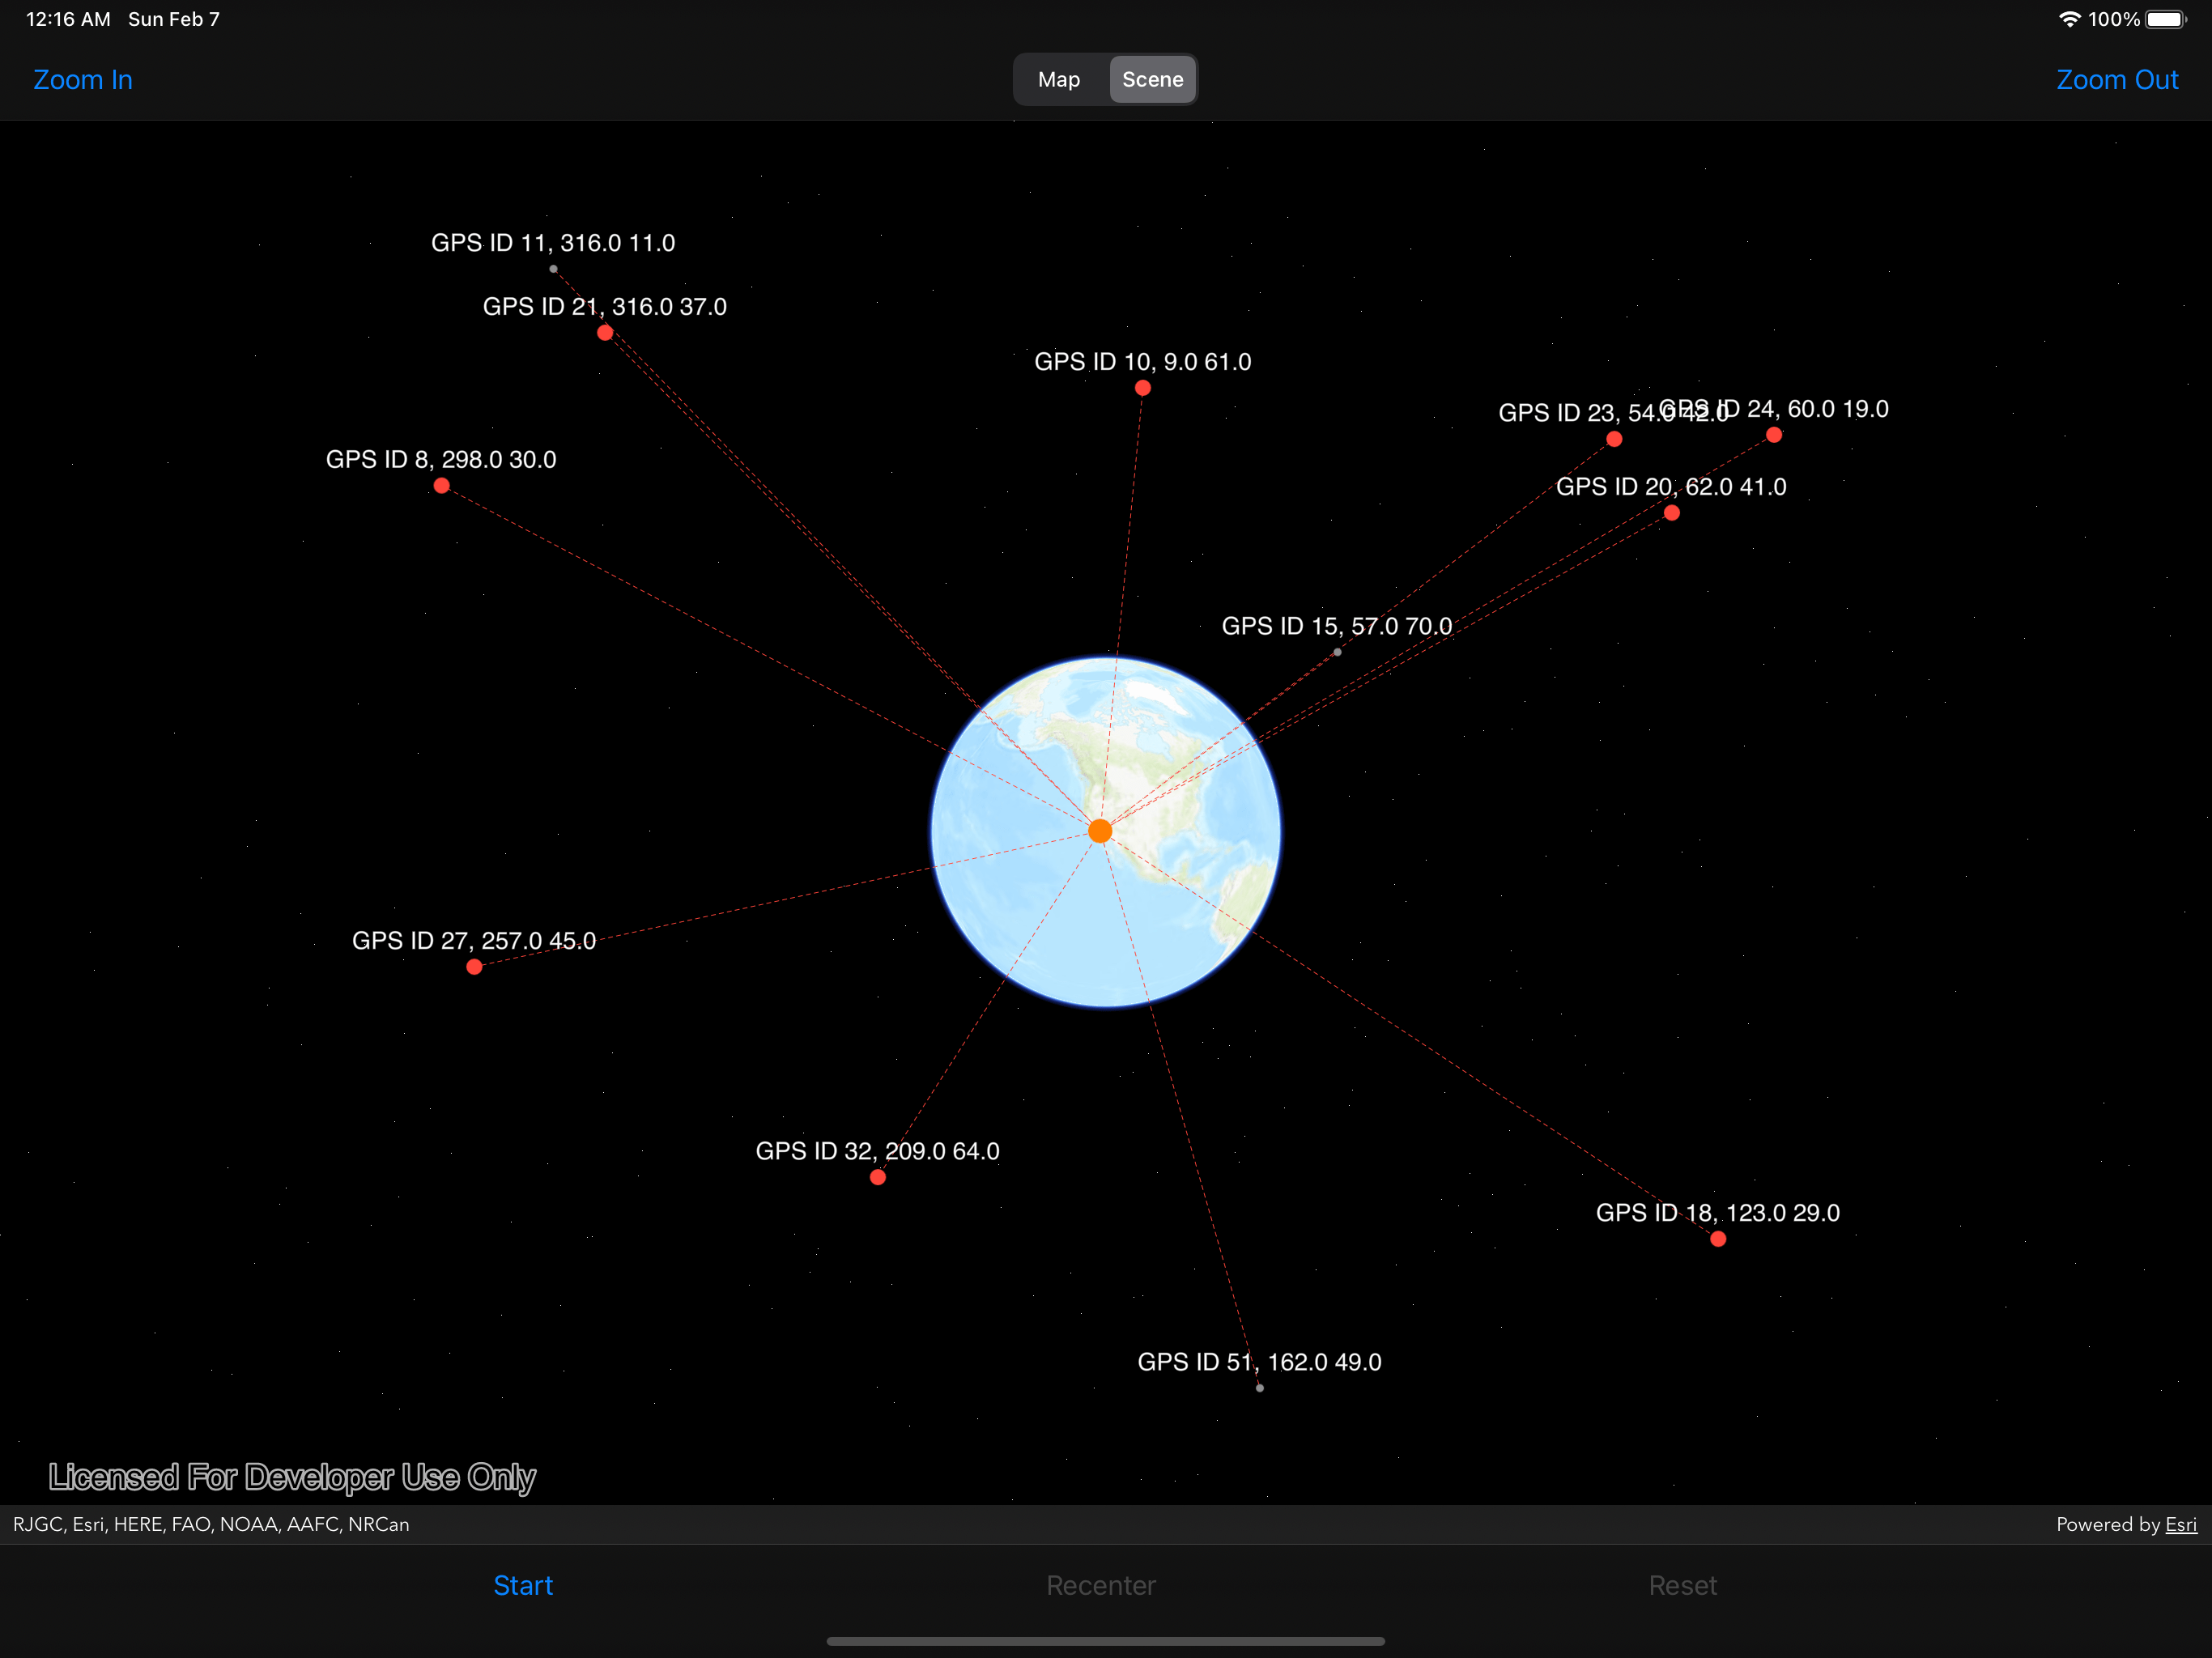 12:16 AM Sun Feb 7
100%
Zoom In
Map
Scene
Zoom Out
GPS ID 11, 316.0 11.0
GPS ID 21, 316.0 37.0
GPS ID 10, 9.0 61.0
GPS ID 23, 54.0 42.0
GPS ID 24, 60.0 19.0
GPS ID 8, 298.0 30.0
GPS ID 20, 62.0 41.0
GPS ID 15, 57.0 70.0
GPS ID 27, 257.0 45.0
GPS ID 32, 209.0 64.0
GPS ID 18, 123.0 29.0
GPS ID 51, 162.0 49.0
Licensed For Developer Use Only
RJGC, Esri, HERE, FAO, NOAA, AAFC, NRCan
Powered by Esri
Start
Recenter
Reset